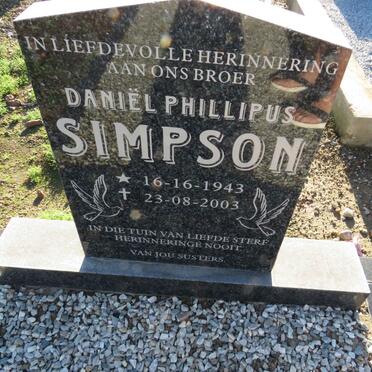 IN LIEFDEVOLLE HERINNERING
AAN ONS BROER
DANIËL PHILLIPUS
SIMPSON
16-16-1943
23-08-2003
IN DIE TUIN VAN LIEFDE STERF
HERINNERINGE NOOIT
VAN JOU SUSTERS